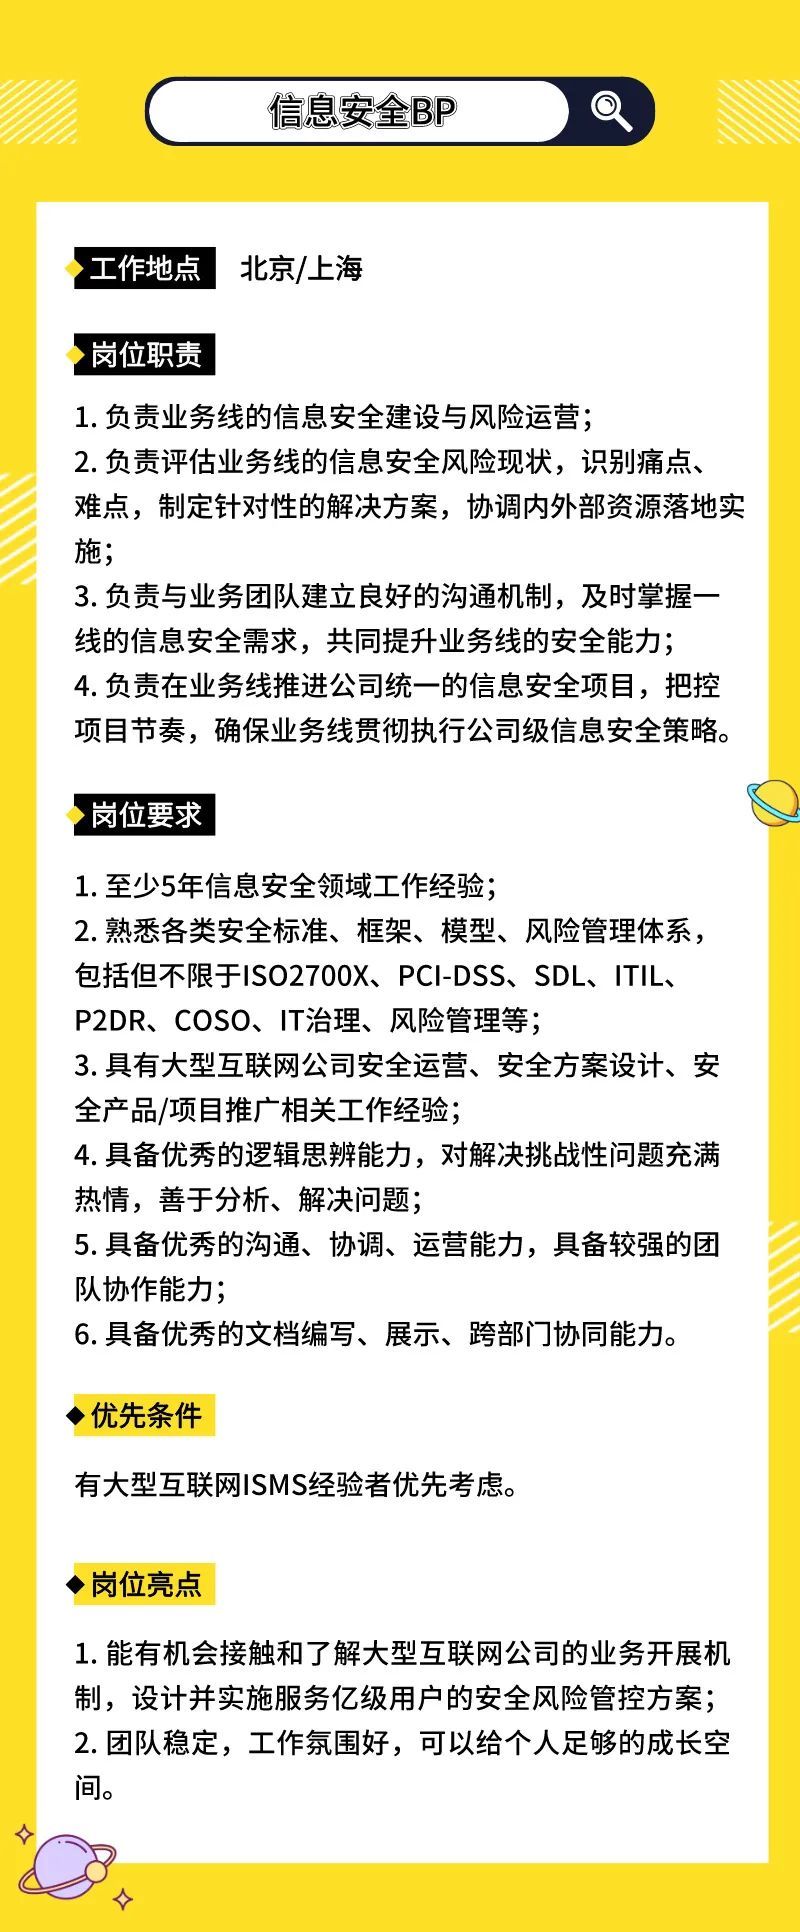 信息安全BP
工作地点 北京/上海
岗位职责
1. 负责业务线的信息安全建设与风险运营；
2. 负责评估业务线的信息安全风险现状，识别痛点、
难点，制定针对性的解决方案，协调内外部资源落地实
施；
3. 负责与业务团队建立良好的沟通机制，及时掌握一
线的信息安全需求，共同提升业务线的安全能力；
4. 负责在业务线推进公司统一的信息安全项目，把控
项目节奏，确保业务线贯彻执行公司级信息安全策略。
岗位要求
1. 至少5年信息安全领域工作经验；
2. 熟悉各类安全标准、框架、模型、风险管理体系，
包括但不限于ISO2700X、PCI-DSS、SDL、ITIL、
P2DR、COSO、IT治理、风险管理等；
3. 具有大型互联网公司安全运营、安全方案设计、安
全产品/项目推广相关工作经验；
4. 具备优秀的逻辑思辨能力，对解决挑战性问题充满
热情，善于分析、解决问题；
5. 具备优秀的沟通、协调、运营能力，具备较强的团
队协作能力；
6. 具备优秀的文档编写、展示、跨部门协同能力。
优先条件
有大型互联网ISMS经验者优先考虑。
岗位亮点
1. 能有机会接触和了解大型互联网公司的业务开展机
制，设计并实施服务亿级用户的安全风险管控方案；
2. 团队稳定，工作氛围好，可以给个人足够的成长空
间。